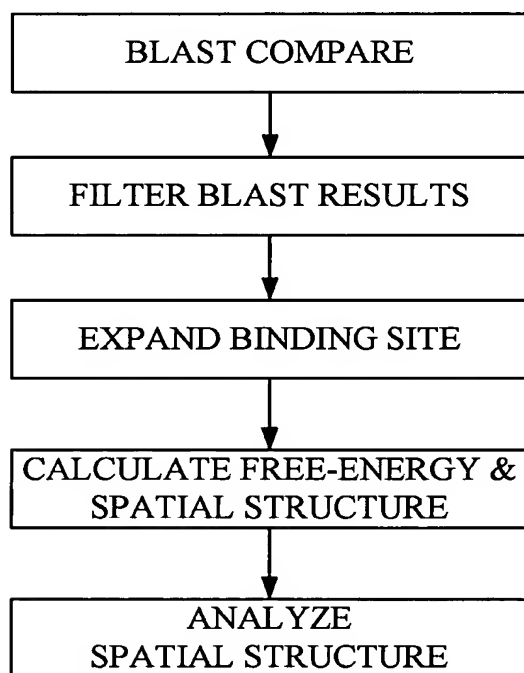 BLAST COMPARE
FILTER BLAST RESULTS
EXPAND BINDING SITE
CALCULATE FREE-ENERGY &
SPATIAL STRUCTURE
ANALYZE
SPATIAL STRUCTURE